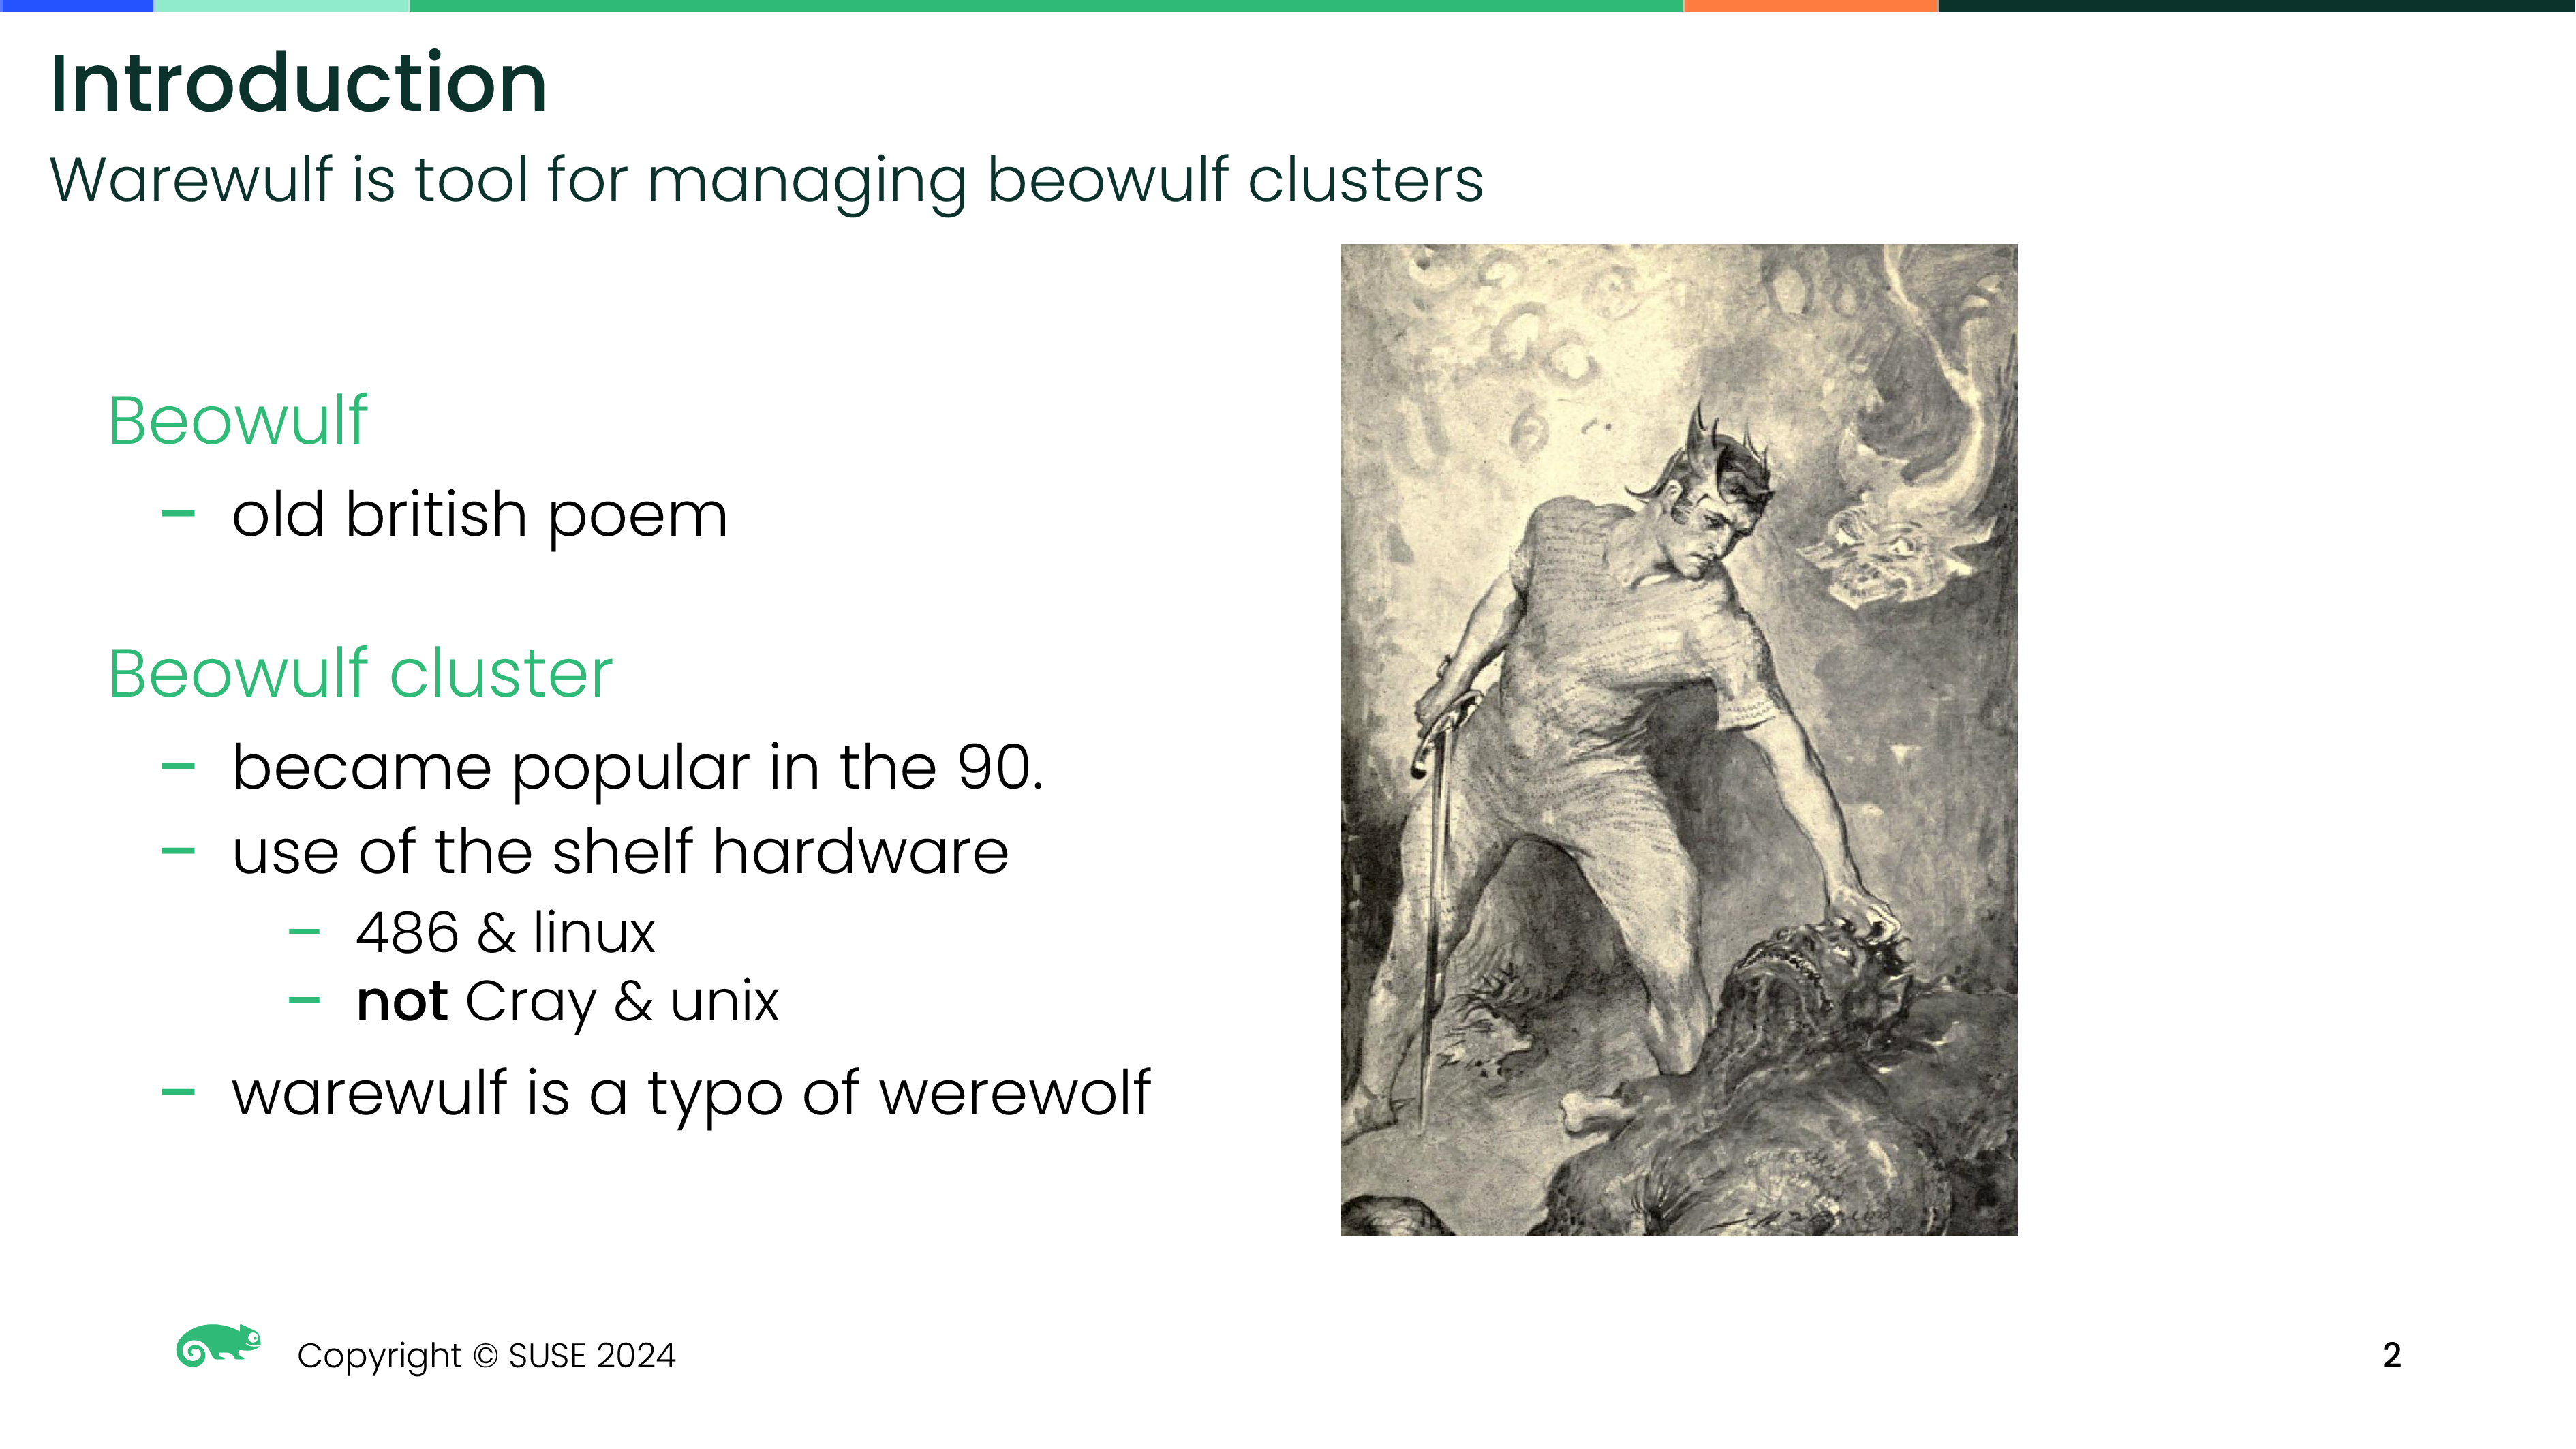 Introduction
Warewulf is tool for managing beowulf clusters
Beowulf
– old british poem
Beowulf cluster
– became popular in the 90.
– use of the shelf hardware
– 486 & linux
– not Cray & unix
– warewulf is a typo of werewolf
Copyright © SUSE 2024
2